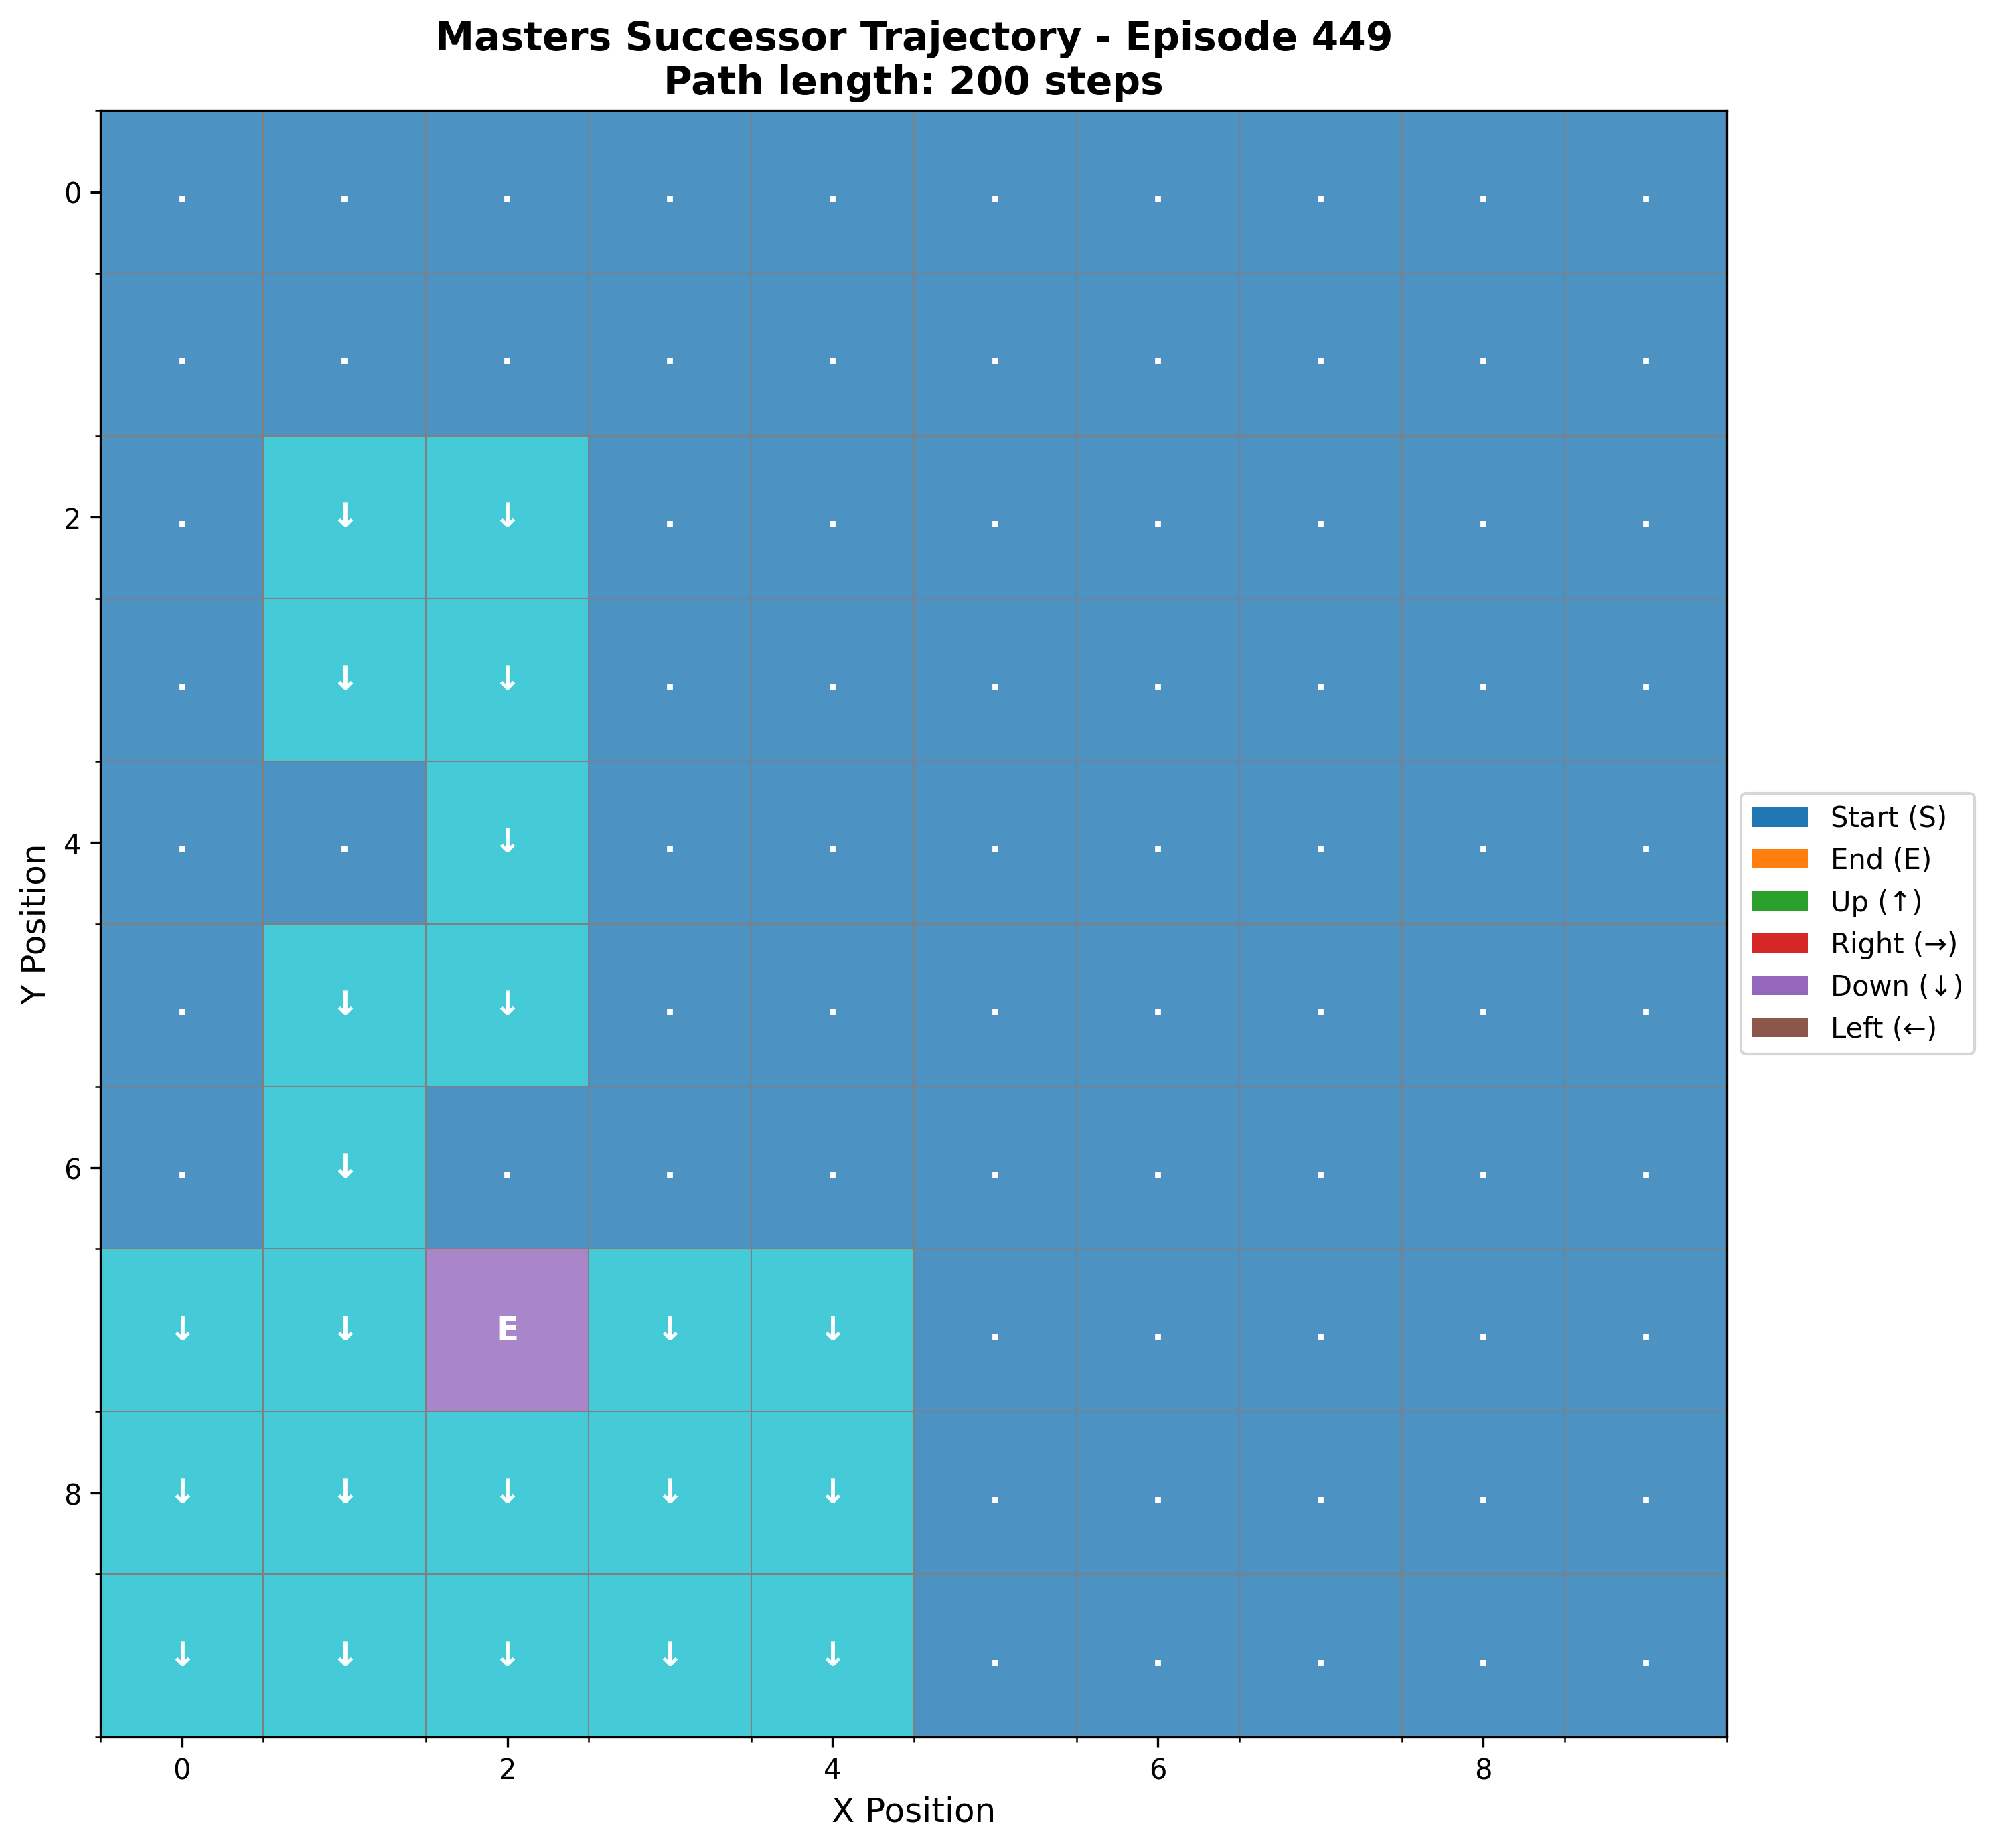 Masters Successor Trajectory - Episode 449
Path length: 200 steps
0 . . . . . . . . . .
. . . . . . . . . .
2 . ↓ ↓ . . . . . . .
. ↓ ↓ . . . . . . .
4 . . ↓ . . . . . . .
. ↓ ↓ . . . . . . .
6 . ↓ . . . . . . . .
↓ ↓ E ↓ ↓ . . . . .
8 ↓ ↓ ↓ ↓ ↓ . . . . .
↓ ↓ ↓ ↓ ↓ . . . . .
0 2 4 6 8
X Position
Y Position
Start (S)
End (E)
Up (↑)
Right (→)
Down (↓)
Left (←)